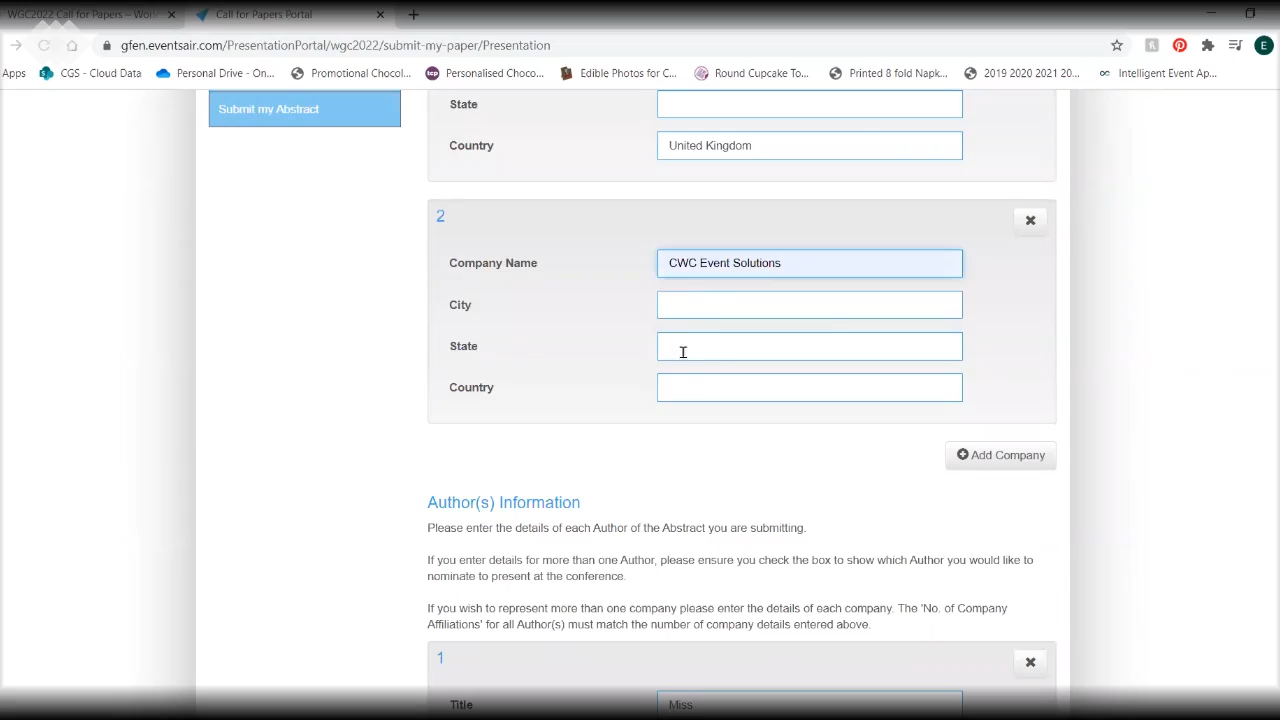 WGC2022 Call for Papers – Worl
Call for Papers Portal
gfen.eventsair.com/PresentationPortal/wgc2022/submit-my-paper/Presentation
E
Apps
CGS - Cloud Data
Personal Drive - On...
Promotional Chocol...
tcp
Personalised Choco...
Edible Photos for C...
Round Cupcake To...
Printed 8 fold Napk...
2019 2020 2021 20...
Intelligent Event Ap...
Submit my Abstract
State
Country
United Kingdom
2
Company Name
CWC Event Solutions
City
State
Country
Add Company
Author(s) Information
Please enter the details of each Author of the Abstract you are submitting.
If you enter details for more than one Author, please ensure you check the box to show which Author you would like to
nominate to present at the conference.
If you wish to represent more than one company please enter the details of each company. The 'No. of Company
Affiliations' for all Author(s) must match the number of company details entered above.
1
Title
Miss